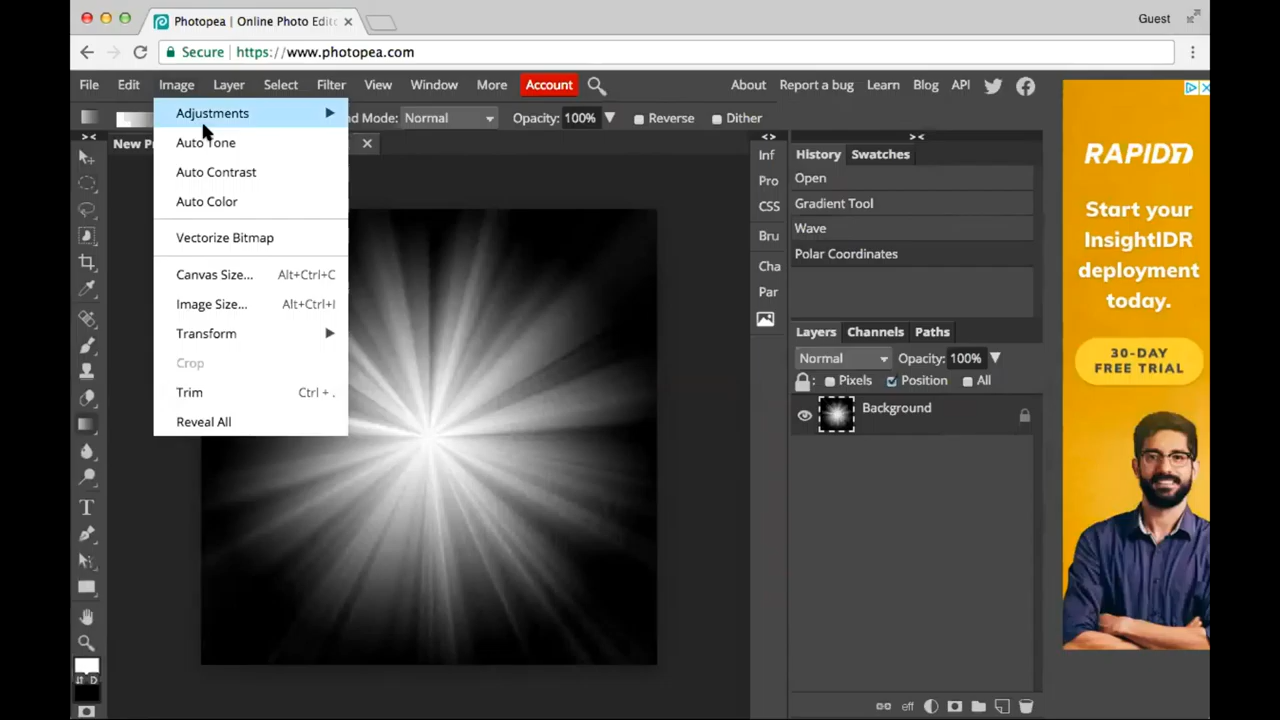 Photopea | Online Photo Edit
Guest
Secure
https://www.photopea.com
File Edit Image Layer Select Filter View Window More Account
About Report a bug Learn Blog API
d Mode: Normal Opacity: 100% Reverse Dither
New P
Adjustments
Auto Tone
Auto Contrast
Auto Color
Vectorize Bitmap
Canvas Size... Alt+Ctrl+C
Image Size... Alt+Ctrl+I
Transform
Crop
Trim Ctrl + .
Reveal All
T
D
Inf
Pro
CSS
Bru
Cha
Par
History Swatches
Open
Gradient Tool
Wave
Polar Coordinates
Layers Channels Paths
Normal Opacity: 100%
Pixels Position All
Background
eff
RAPID7
Start your
InsightIDR
deployment
today.
30-DAY
FREE TRIAL